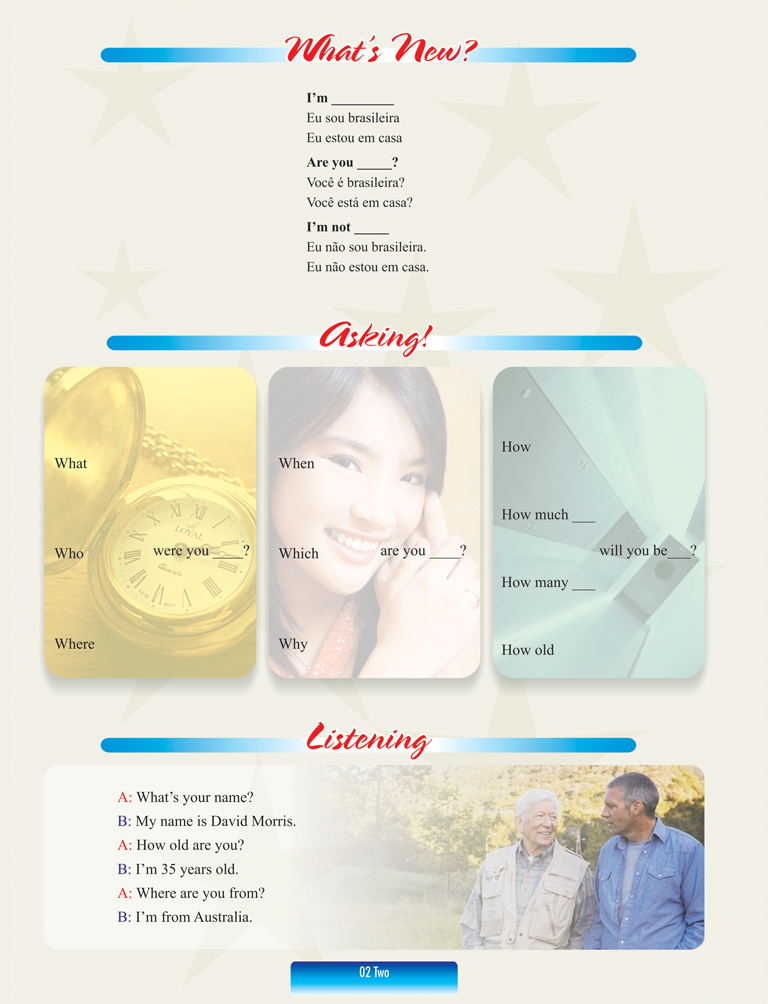 What's New?
I'm _________
Eu sou brasileira
Eu estou em casa
Are you _____?
Você é brasileira?
Você está em casa?
I'm not _____
Eu não sou brasileira.
Eu não estou em casa.
Asking!
What
Who
Where
were you ____?
LOYAL
Quartz
When
Which
Why
are you ____?
How
How much ___
How many ___
How old
will you be___?
Listening
A: What's your name?
B: My name is David Morris.
A: How old are you?
B: I'm 35 years old.
A: Where are you from?
B: I'm from Australia.
02 Two